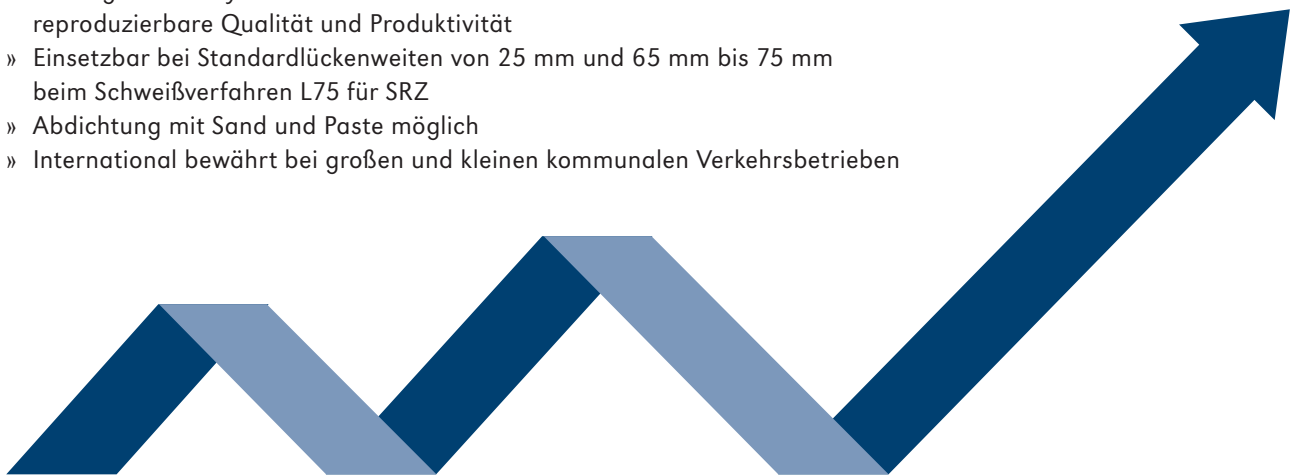 reproduzierbare Qualität und Produktivität
» Einsetzbar bei Standardlückenweiten von 25 mm und 65 mm bis 75 mm
beim Schweißverfahren L75 für SRZ
» Abdichtung mit Sand und Paste möglich
» International bewährt bei großen und kleinen kommunalen Verkehrsbetrieben